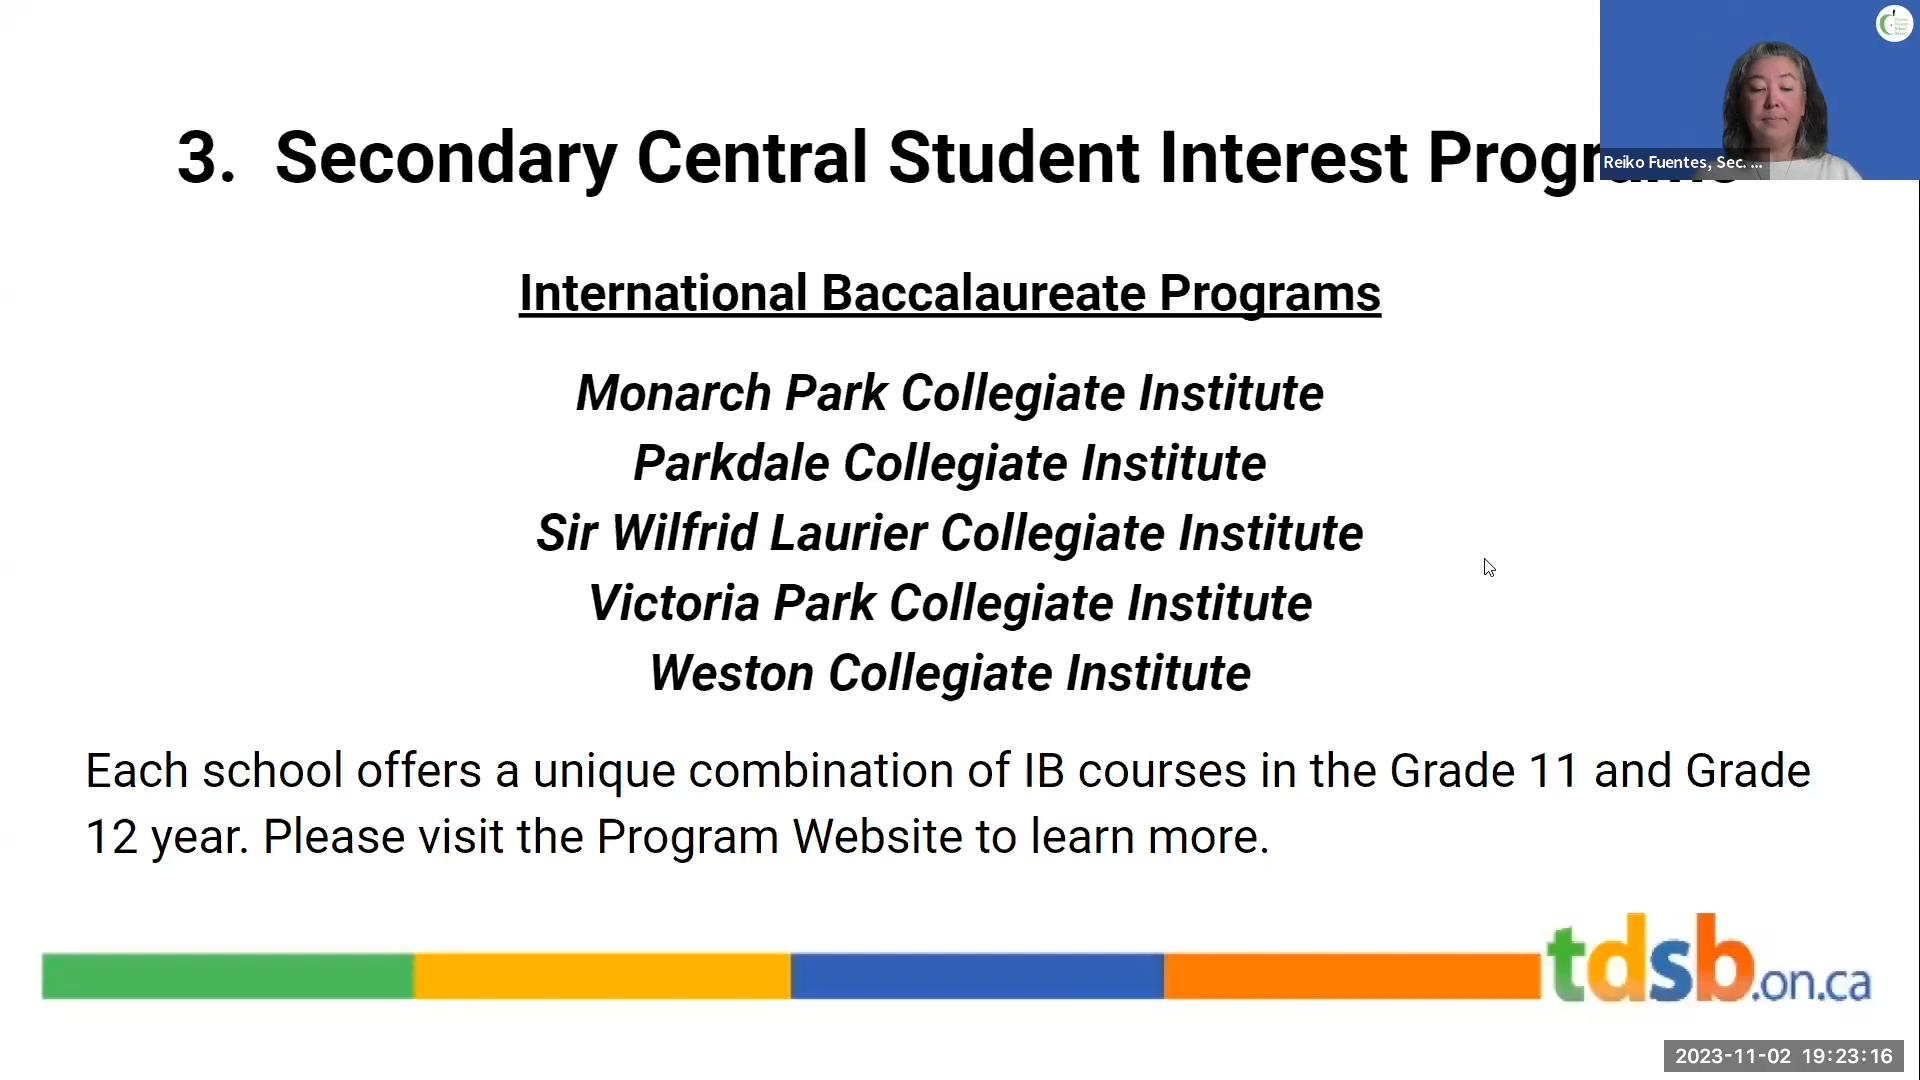 3. Secondary Central Student Interest Progr
Reiko Fuentes, Sec. ...
International Baccalaureate Programs
Monarch Park Collegiate Institute
Parkdale Collegiate Institute
Sir Wilfrid Laurier Collegiate Institute
Victoria Park Collegiate Institute
Weston Collegiate Institute
Each school offers a unique combination of IB courses in the Grade 11 and Grade
12 year. Please visit the Program Website to learn more.
tdsb.on.ca
2023-11-02 19:23:16